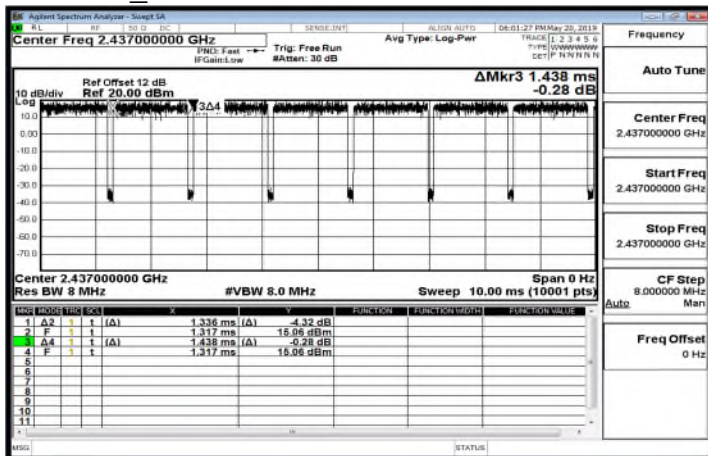 Agilent Spectrum Analyzer - Swept SA
RL RF 50 Ω DC SENSE:INT ALIGN AUTO 06:01:27 PM May 20, 2019
Center Freq 2.437000000 GHz
PNO: Fast Trig: Free Run
IFGain:Low #Atten: 30 dB
Avg Type: Log-Pwr
TRACE 1 2 3 4 5 6
TYPE WWWWWW
DET P N N N N N
Ref Offset 12 dB
10 dB/div Ref 20.00 dBm
ΔMkr3 1.438 ms
-0.28 dB
Log
3Δ4
10.0
0.00
-10.0
-20.0
-30.0
-50.0
-60.0
-70.0
Center 2.437000000 GHz Span 0 Hz
Res BW 8 MHz #VBW 8.0 MHz Sweep 10.00 ms (10001 pts)
MKR MODE TRC SCL X Y FUNCTION FUNCTION WIDTH FUNCTION VALUE
1 Δ2 1 t (Δ) 1.336 ms (Δ) -4.32 dB
2 F 1 t 1.317 ms 15.06 dBm
3 Δ4 1 t (Δ) 1.438 ms (Δ) -0.28 dB
4 F 1 t 1.317 ms 15.06 dBm
5
6
7
8
9
10
11
MSG STATUS
Frequency
Auto Tune
Center Freq
2.437000000 GHz
Start Freq
2.437000000 GHz
Stop Freq
2.437000000 GHz
CF Step
8.000000 MHz
Auto Man
Freq Offset
0 Hz